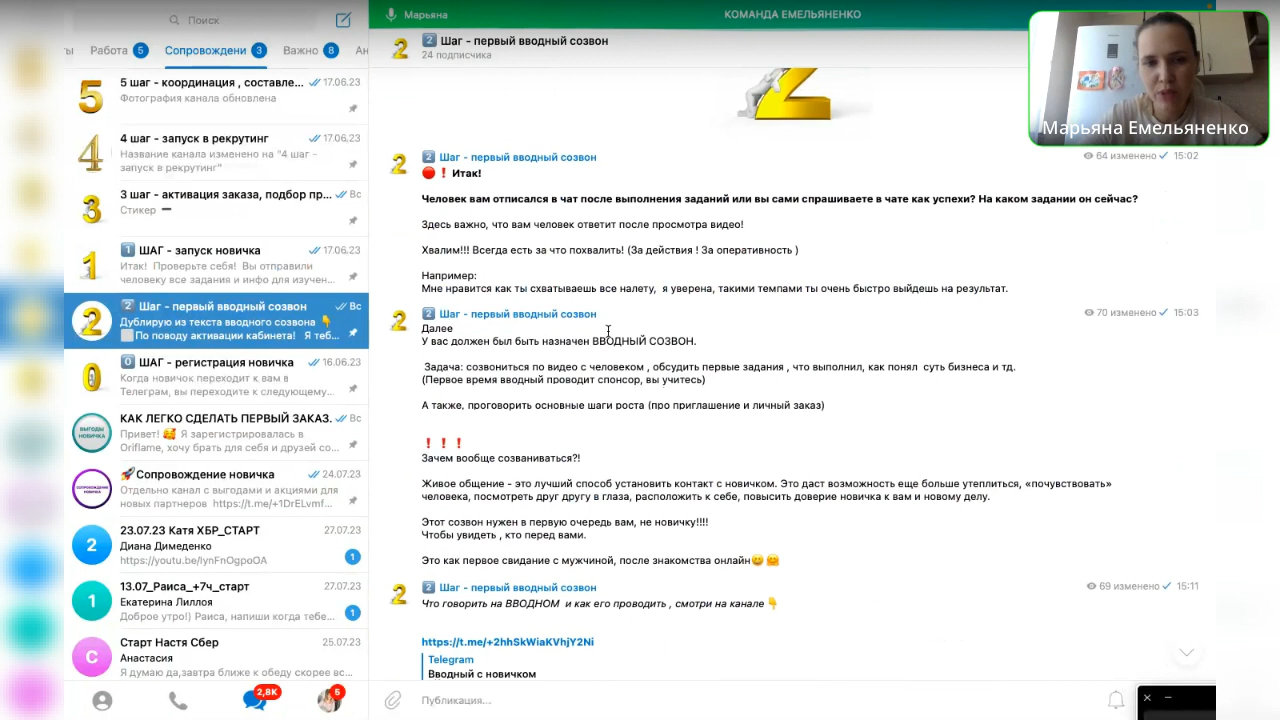 Поиск
Работа 5 Сопровождени 3 Важно 8
5 шаг - координация , составле... 17.06.23
Фотография канала обновлена
4 шаг - запуск в рекрутинг 17.06.23
Название канала изменено на "4 шаг -
запуск в рекрутинг"
3 шаг - активация заказа, подбор пр... Вс
Стикер
1 ШАГ - запуск новичка 17.06.23
Итак! Проверьте себя! Вы отправили
человеку все задания и инфо для изучен...
2 Шаг - первый вводный созвон Вс
Дублирую из текста вводного созвона 👇
По поводу активации кабинета! Я теб...
0 ШАГ - регистрация новичка 16.06.23
Когда новичок переходит к вам в
Телеграм, вы переходите к следующему...
ВЫГОДЫ
НОВИЧКА
КАК ЛЕГКО СДЕЛАТЬ ПЕРВЫЙ ЗАКАЗ. Вс
Привет! 🥰 Я зарегистрировалась в
Oriflame, хочу брать для себя и друзей со...
🚀Сопровождение новичка 24.07.23
Отдельно канал с выгодами и акциями для
новых партнеров https://t.me/+1DrELvmf...
2
23.07.23 Катя ХБР_СТАРТ 27.07.23
Диана Димеденко
https://youtu.be/IynFnOgpoOA 1
1
13.07_Раиса_+7ч_старт 27.07.23
Екатерина Лиллоя
Доброе утро!) Раиса, напиши когда тебе... 1
С
Старт Настя Сбер 25.07.23
Анастасия
Я думаю да,завтра ближе к обеду скорее вс...
2,8K 5
Марьяна КОМАНДА ЕМЕЛЬЯНЕНКО
2 Шаг - первый вводный созвон
24 подписчика
Марьяна Емельяненко
2 Шаг - первый вводный созвон 64 изменено 15:02
🔴❗Итак!
Человек вам отписался в чат после выполнения заданий или вы сами спрашиваете в чате как успехи? На каком задании он сейчас?
Здесь важно, что вам человек ответит после просмотра видео!
Хвалим!!! Всегда есть за что похвалить! (За действия ! За оперативность )
Например:
Мне нравится как ты схватываешь все налету, я уверена, такими темпами ты очень быстро выйдешь на результат.
2 Шаг - первый вводный созвон 70 изменено 15:03
Далее
У вас должен был быть назначен ВВОДНЫЙ СОЗВОН.
Задача: созвониться по видео с человеком , обсудить первые задания , что выполнил, как понял суть бизнеса и тд.
(Первое время вводный проводит спонсор, вы учитесь)
А также, проговорить основные шаги роста (про приглашение и личный заказ)
❗❗❗
Зачем вообще созваниваться?!
Живое общение - это лучший способ установить контакт с новичком. Это даст возможность еще больше утеплиться, «почувствовать»
человека, посмотреть друг другу в глаза, расположить к себе, повысить доверие новичка к вам и новому делу.
Этот созвон нужен в первую очередь вам, не новичку!!!!
Чтобы увидеть , кто перед вами.
Это как первое свидание с мужчиной, после знакомства онлайн😀🤗
2 Шаг - первый вводный созвон 69 изменено 15:11
Что говорить на ВВОДНОМ и как его проводить , смотри на канале 👇
https://t.me/+2hhSkWiaKVhjY2Ni
Telegram
Вводный с новичком
Публикация...